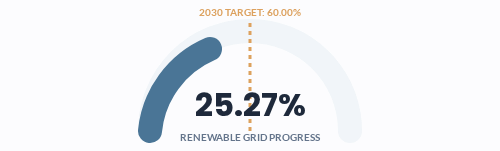 2030 TARGET: 60.00%
25.27%
RENEWABLE GRID PROGRESS